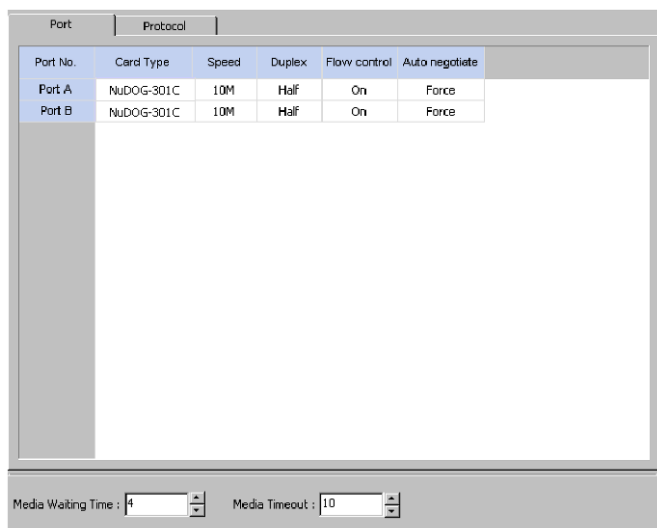 Port Protocol
Port No. Card Type Speed Duplex Flow control Auto negotiate
Port A NuDOG-301C 10M Half On Force
Port B NuDOG-301C 10M Half On Force
Media Waiting Time : 4 Media Timeout : 10